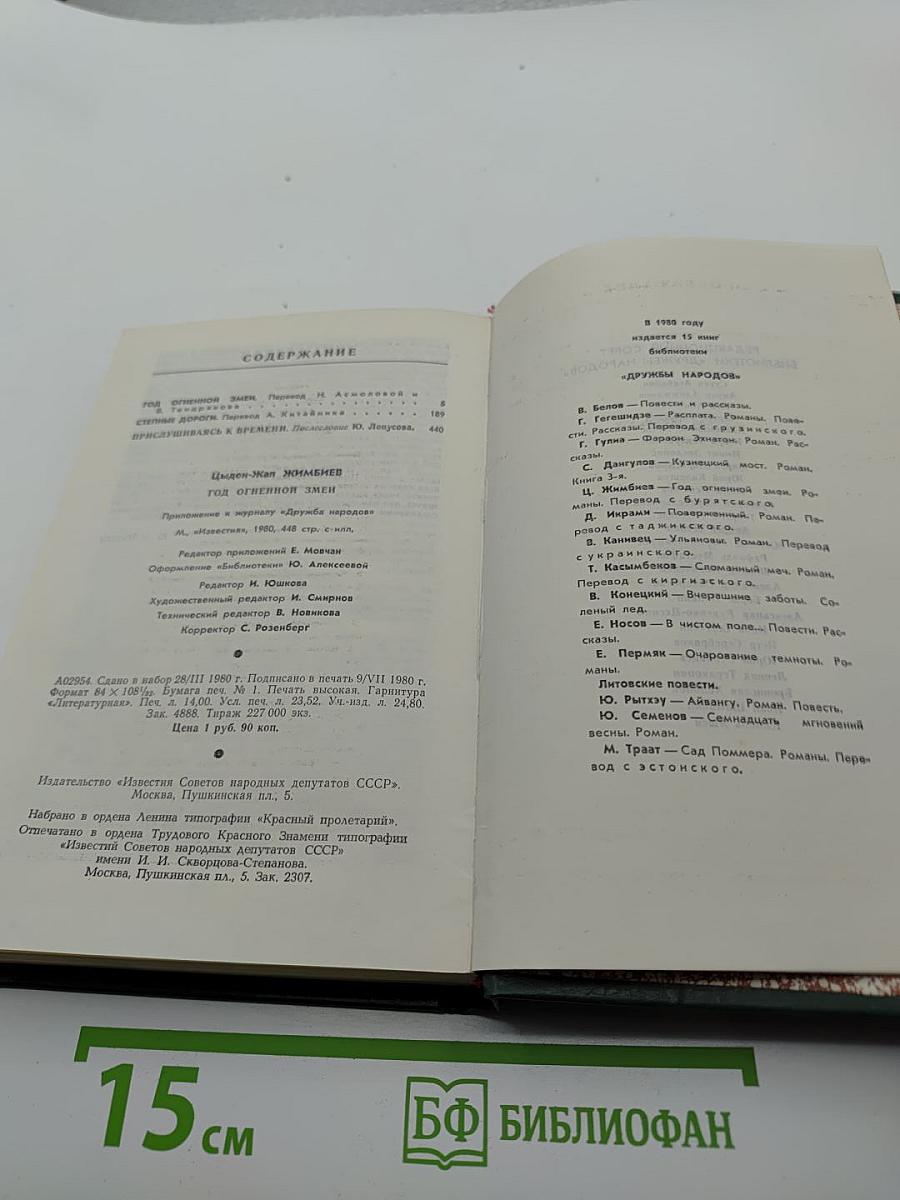 СОДЕРЖАНИЕ
ГОД ОГНЕННОЙ ЗМЕИ. Перевод Н. Асмоловой и
В. Тендрякова . . . . . . . . . . . . . . . 5
СТЕПНЫЕ ДОРОГИ. Перевод А. Китайника . . . . . . 189
ПРИСЛУШИВАЯСЬ К ВРЕМЕНИ. Послесловие Ю. Лопусова. 440
Цыден-Жап ЖИМБИЕВ
ГОД ОГНЕННОЙ ЗМЕИ
Приложение к журналу «Дружба народов»
М., «Известия», 1980, 448 стр. с илл.
Редактор приложений Е. Мовчан
Оформление «Библиотеки» Ю. Алексеевой
Редактор И. Юшкова
Художественный редактор И. Смирнов
Технический редактор В. Новикова
Корректор С. Розенберг
А02954. Сдано в набор 28/III 1980 г. Подписано в печать 9/VII 1980 г.
Формат 84 × 108¹/₃₂. Бумага печ. № 1. Печать высокая. Гарнитура
«Литературная». Печ. л. 14,00. Усл. печ. л. 23,52. Уч.-изд. л. 24,80.
Зак. 4888. Тираж 227 000 экз.
Цена 1 руб. 90 коп.
Издательство «Известия Советов народных депутатов СССР».
Москва, Пушкинская пл., 5.
Набрано в ордена Ленина типографии «Красный пролетарий».
Отпечатано в ордена Трудового Красного Знамени типографии
«Известий Советов народных депутатов СССР»
имени И. И. Скворцова-Степанова.
Москва, Пушкинская пл., 5. Зак. 2307.
В 1980 году
издается 15 книг
библиотеки
«ДРУЖБЫ НАРОДОВ»
В. Белов — Повести и рассказы.
Г. Гегешидзе — Расплата. Романы. Пове-
сти. Рассказы. Перевод с грузинского.
Г. Гулиа — Фараон Эхнатон. Роман. Рас-
сказы.
С. Дангулов — Кузнецкий мост. Роман.
Книга 3-я.
Ц. Жимбиев — Год огненной змеи. Ро-
маны. Перевод с бурятского.
Д. Икрами — Поверженный. Роман. Пе-
ревод с таджикского.
В. Канивец — Ульяновы. Роман. Перевод
с украинского.
Т. Касымбеков — Сломанный меч. Роман.
Перевод с киргизского.
В. Конецкий — Вчерашние заботы. Со-
леный лед.
Е. Носов — В чистом поле... Повести. Рас-
сказы.
Е. Пермяк — Очарование темноты. Ро-
маны.
Литовские повести.
Ю. Рытхэу — Айвангу. Роман. Повесть.
Ю. Семенов — Семнадцать мгновений
весны. Роман.
М. Траат — Сад Поммера. Романы. Пере-
вод с эстонского.
15 см
БФ БИБЛИОФАН